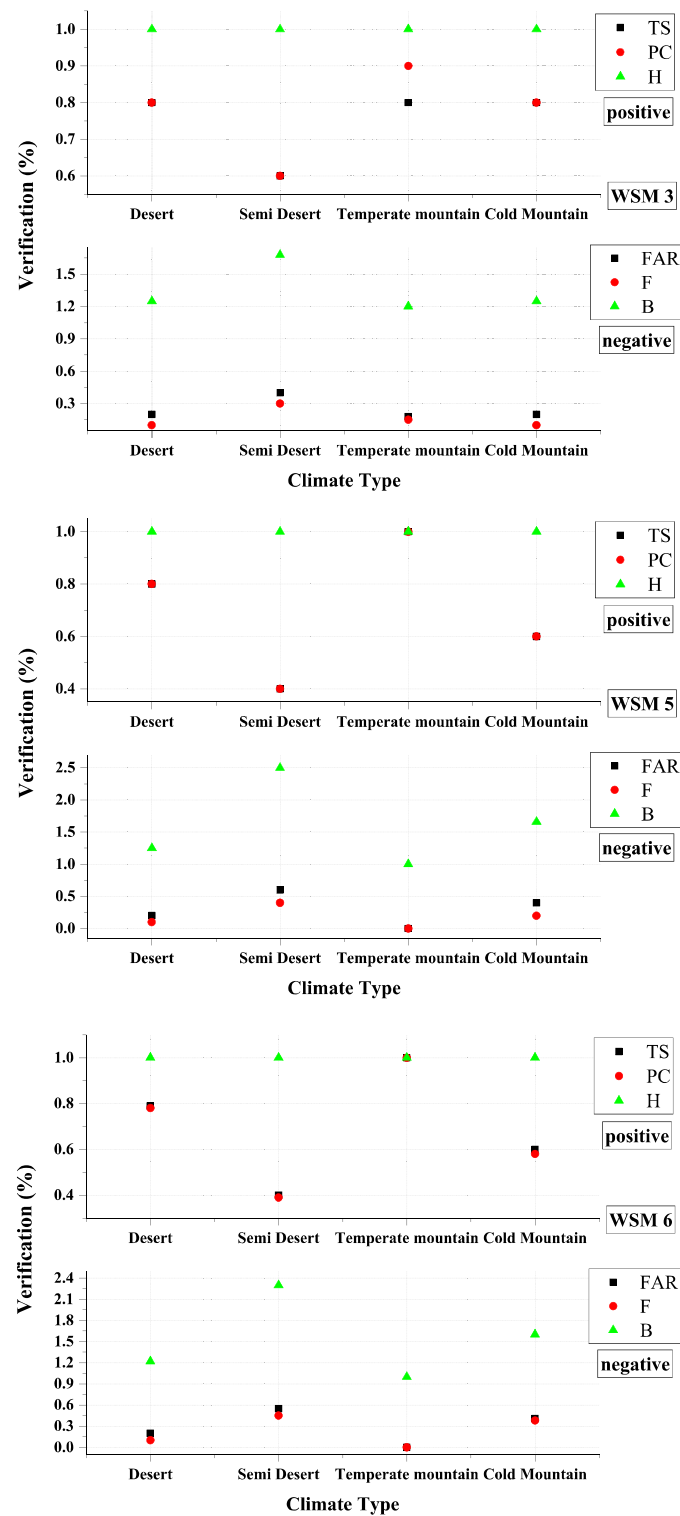 Verification (%)
1.0
0.9
0.8
0.7
0.6
TS
PC
H
positive
WSM 3
Desert Semi Desert Temperate mountain Cold Mountain
1.5
1.2
0.9
0.6
0.3
FAR
F
B
negative
Desert Semi Desert Temperate mountain Cold Mountain
Climate Type
Verification (%)
1.0
0.8
0.6
0.4
TS
PC
H
positive
WSM 5
Desert Semi Desert Temperate mountain Cold Mountain
2.5
2.0
1.5
1.0
0.5
0.0
FAR
F
B
negative
Desert Semi Desert Temperate mountain Cold Mountain
Climate Type
Verification (%)
1.0
0.8
0.6
0.4
TS
PC
H
positive
WSM 6
Desert Semi Desert Temperate mountain Cold Mountain
2.4
2.1
1.8
1.5
1.2
0.9
0.6
0.3
0.0
FAR
F
B
negative
Desert Semi Desert Temperate mountain Cold Mountain
Climate Type